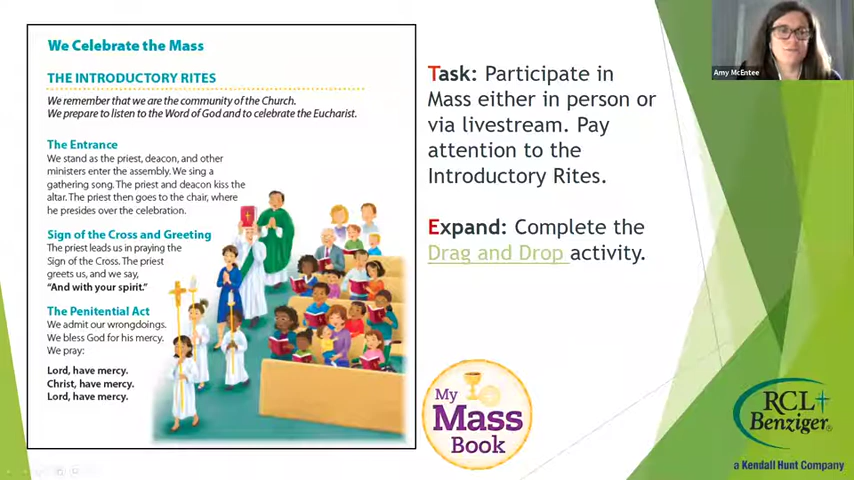 We Celebrate the Mass
THE INTRODUCTORY RITES
We remember that we are the community of the Church.
We prepare to listen to the Word of God and to celebrate the Eucharist.
The Entrance
We stand as the priest, deacon, and other
ministers enter the assembly. We sing a
gathering song. The priest and deacon kiss the
altar. The priest then goes to the chair, where
he presides over the celebration.
Sign of the Cross and Greeting
The priest leads us in praying the
Sign of the Cross. The priest
greets us, and we say,
“And with your spirit.”
The Penitential Act
We admit our wrongdoings.
We bless God for his mercy.
We pray:
Lord, have mercy.
Christ, have mercy.
Lord, have mercy.
Task: Participate in
Mass either in person or
via livestream. Pay
attention to the
Introductory Rites.
Expand: Complete the
Drag and Drop activity.
My
Mass
Book
Amy McEntee
RCL
Benziger®
a Kendall Hunt Company